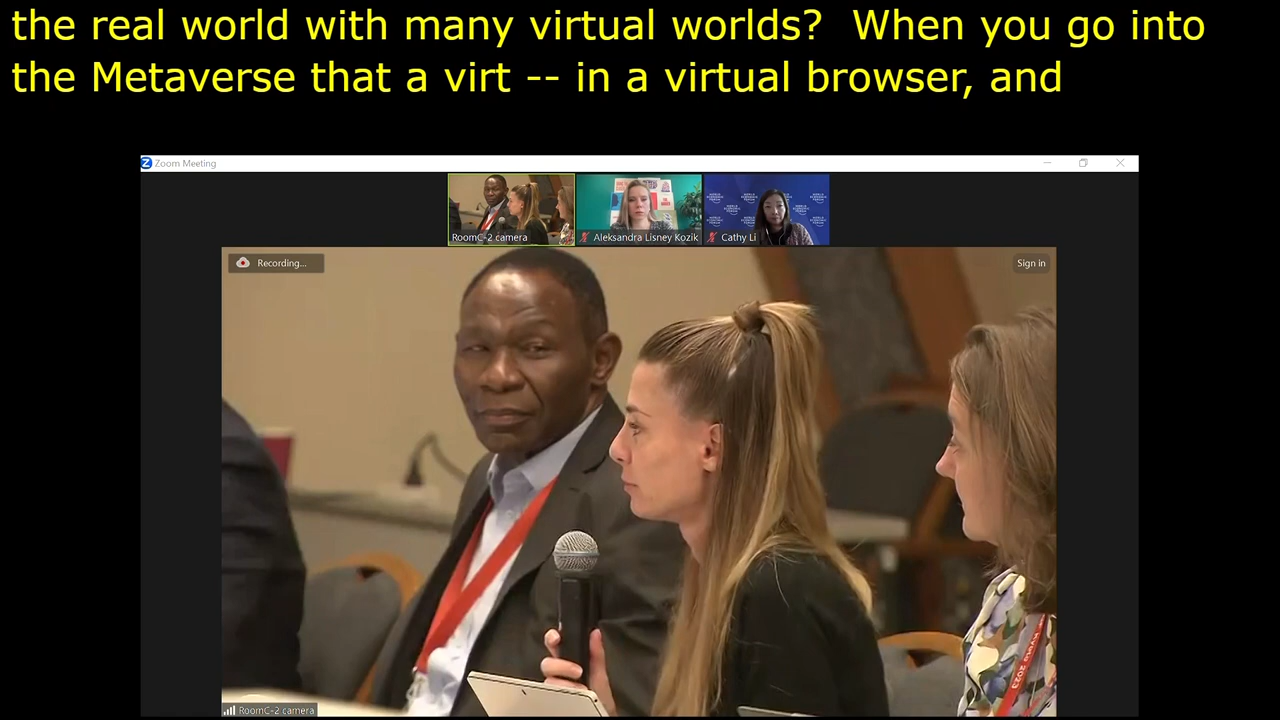 the real world with many virtual worlds?  When you go into
the Metaverse that a virt -- in a virtual browser, and
Zoom Meeting
RoomC-2 camera
Aleksandra Lisney Kozik
Cathy Li
Recording...
Sign in
RoomC-2 camera